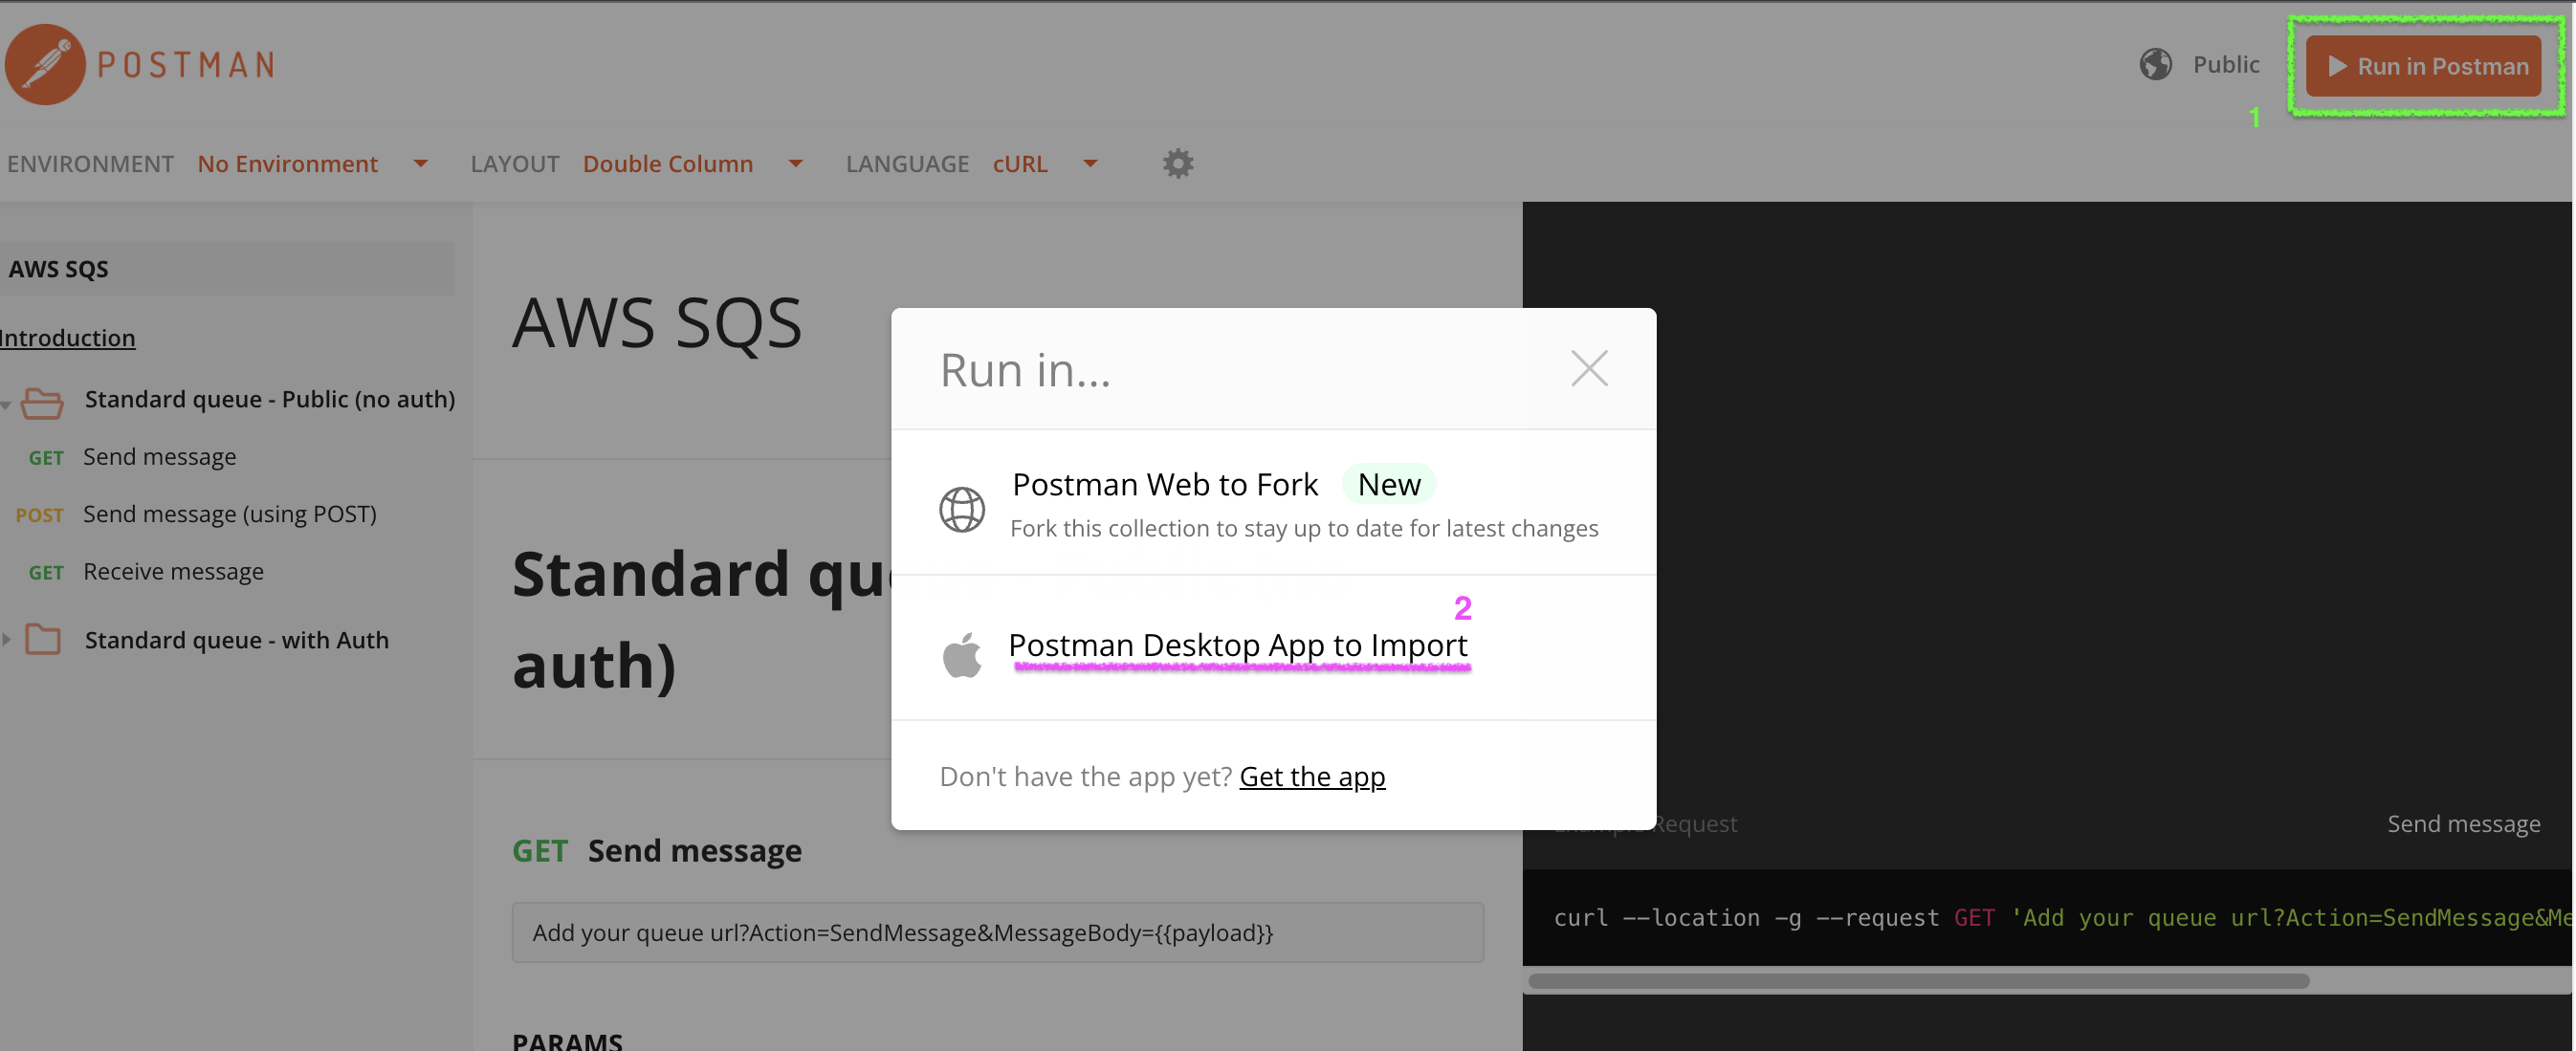 POSTMAN
Public
Run in Postman
1
ENVIRONMENT No Environment LAYOUT Double Column LANGUAGE cURL
AWS SQS
Introduction
Standard queue - Public (no auth)
GET Send message
POST Send message (using POST)
GET Receive message
Standard queue - with Auth
AWS SQS
Standard qu
auth)
GET Send message
Add your queue url?Action=SendMessage&MessageBody={{payload}}
PARAMS
Run in...
Postman Web to Fork New
Fork this collection to stay up to date for latest changes
2
Postman Desktop App to Import
Don't have the app yet? Get the app
Example Request
Send message
curl --location -g --request GET 'Add your queue url?Action=SendMessage&Me